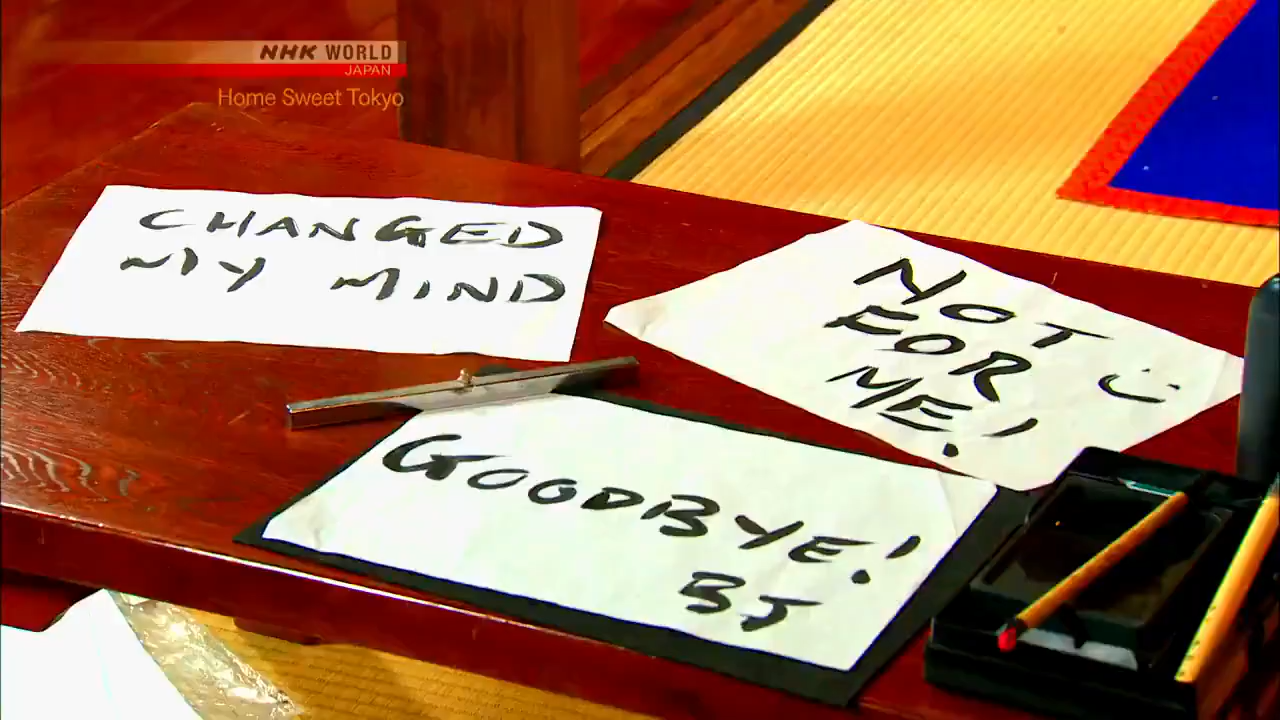 NHK WORLD
JAPAN
Home Sweet Tokyo
CHANGED
MY MIND
NOT
FOR
ME!
GOODBYE!
BJ